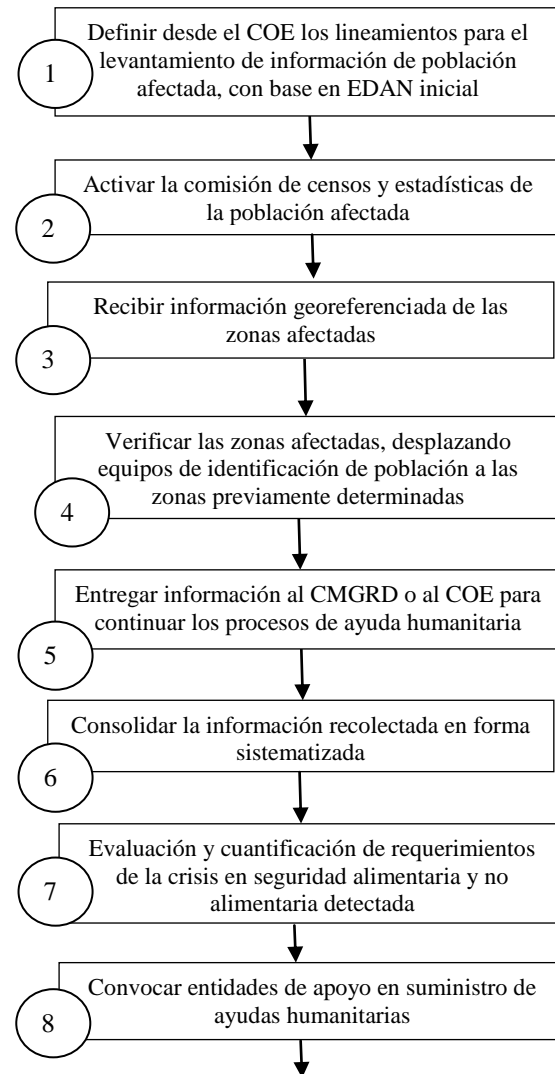 Definir desde el COE los lineamientos para el
levantamiento de información de población
afectada, con base en EDAN inicial
1
Activar la comisión de censos y estadísticas de
la población afectada
2
Recibir información georeferenciada de las
zonas afectadas
3
Verificar las zonas afectadas, desplazando
equipos de identificación de población a las
zonas previamente determinadas
4
Entregar información al CMGRD o al COE para
continuar los procesos de ayuda humanitaria
5
Consolidar la información recolectada en forma
sistematizada
6
Evaluación y cuantificación de requerimientos
de la crisis en seguridad alimentaria y no
alimentaria detectada
7
Convocar entidades de apoyo en suministro de
ayudas humanitarias
8